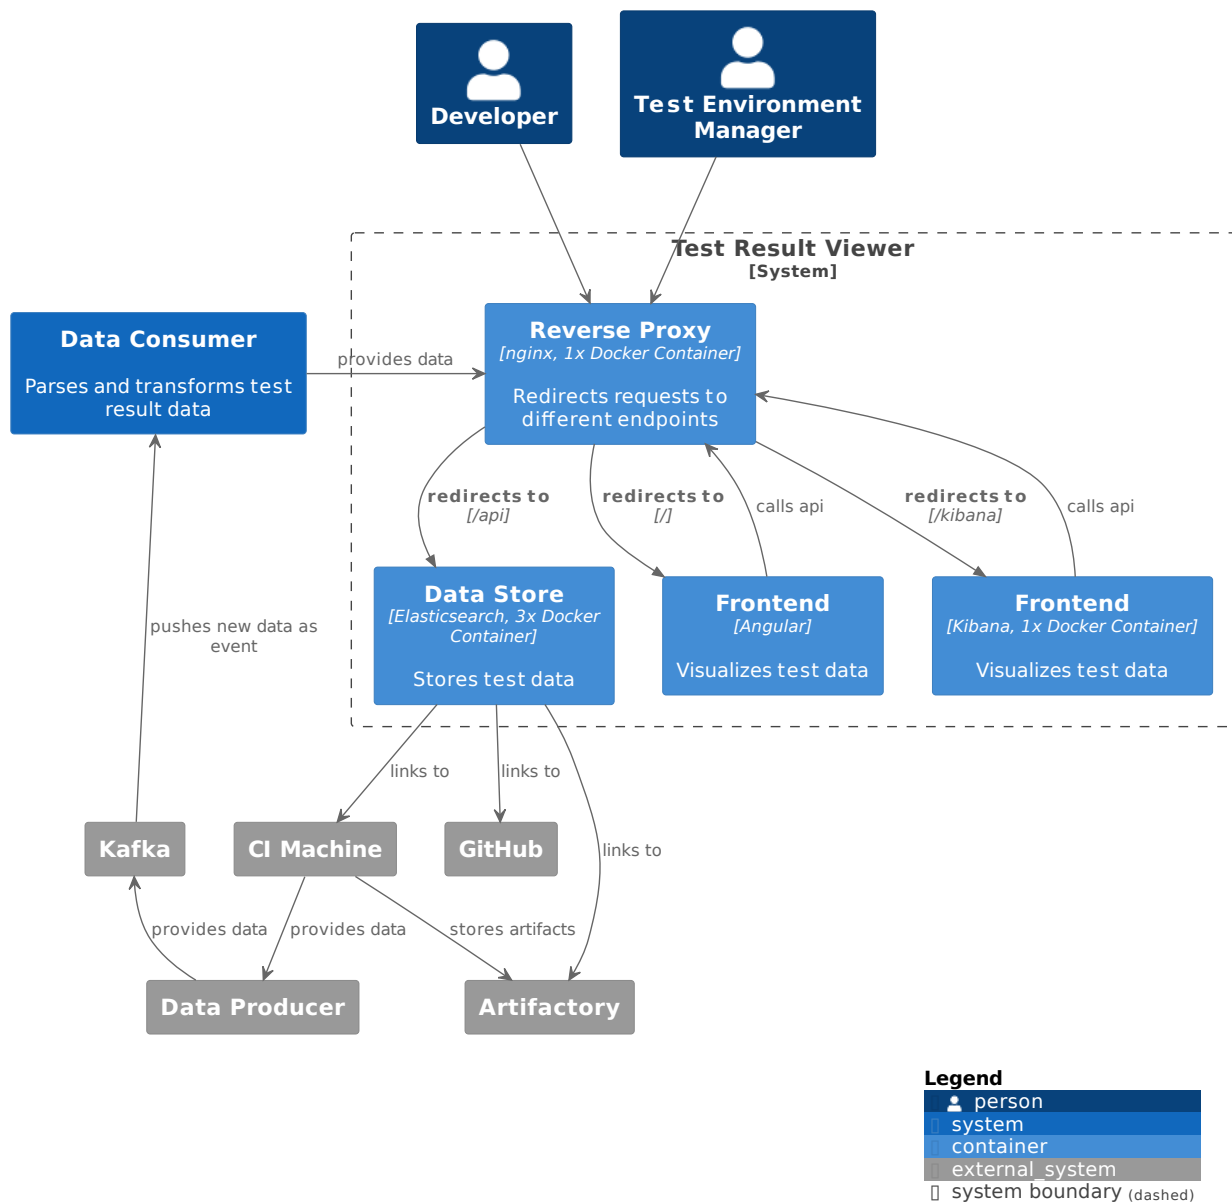 Developer
Test Environment
Manager
Test Result Viewer
[System]
Data Consumer
Parses and transforms test
result data
provides data
Reverse Proxy
[nginx, 1x Docker Container]
Redirects requests to
different endpoints
redirects to
[/api]
redirects to
[/]
calls api
redirects to
[/kibana]
calls api
Data Store
[Elasticsearch, 3x Docker
Container]
Stores test data
Frontend
[Angular]
Visualizes test data
Frontend
[Kibana, 1x Docker Container]
Visualizes test data
pushes new data as
event
links to
links to
links to
Kafka
CI Machine
GitHub
provides data
provides data
stores artifacts
Data Producer
Artifactory
Legend
person
system
container
external_system
system boundary (dashed)